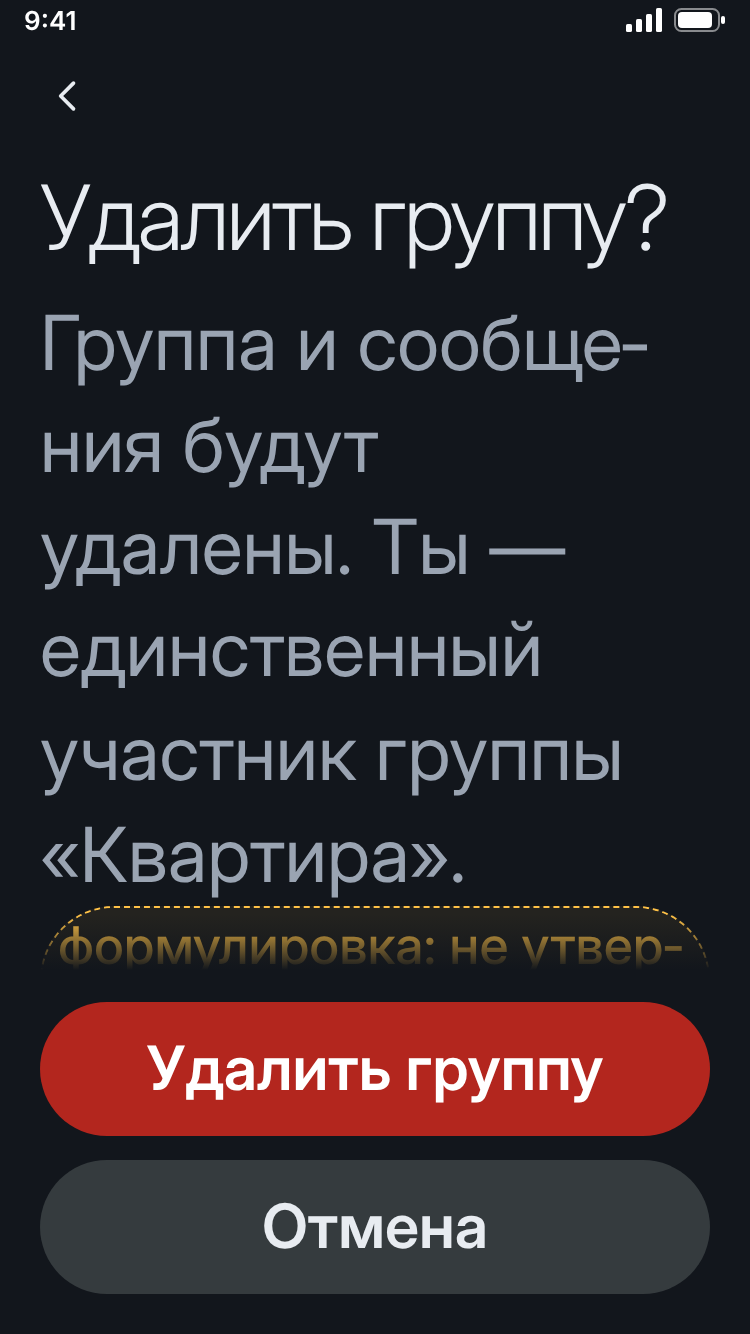 9:41
Удалить группу?
Группа и сообще-
ния будут
удалены. Ты —
единственный
участник группы
«Квартира».
формулировка: не утвер-
Удалить группу
Отмена